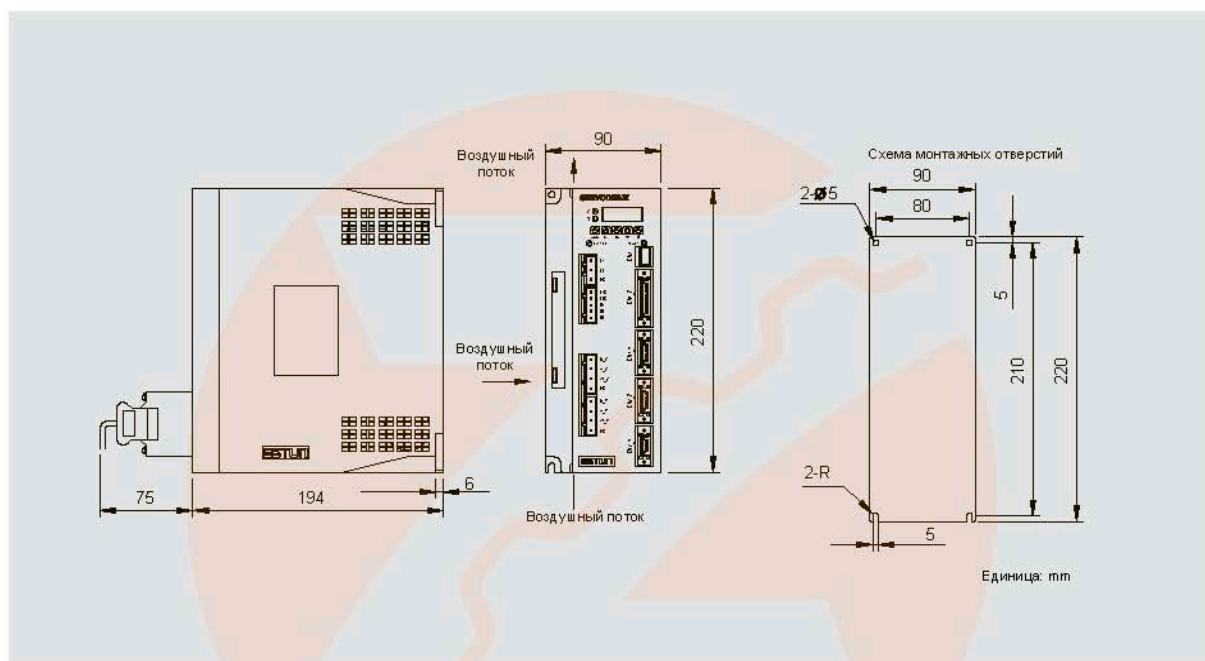 Воздушный
поток
90
Схема монтажных отверстий
90
2-Ø5
80
ESTUN
5
220
210
220
Воздушный
поток
2-R
75
194
6
Воздушный поток
5
ESTUN
Единица: mm